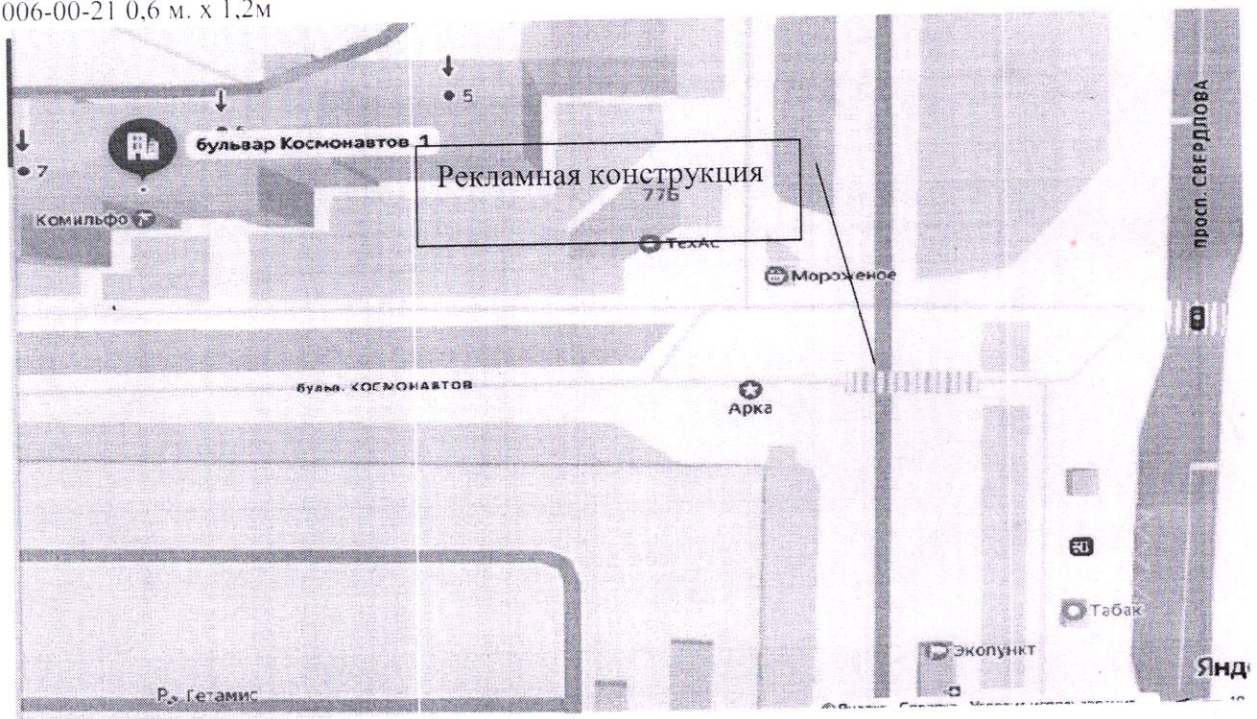 006-00-21 0,6 м. х 1,2м
5
бульвар Космонавтов 1
7
Рекламная конструкция
77Б
Комильфо
ТехАс
Мороженое
просп. СВЕРДЛОВА
бульв. КОСМОНАВТОВ
Арка
Табак
Экопункт
Гетамис
Янд